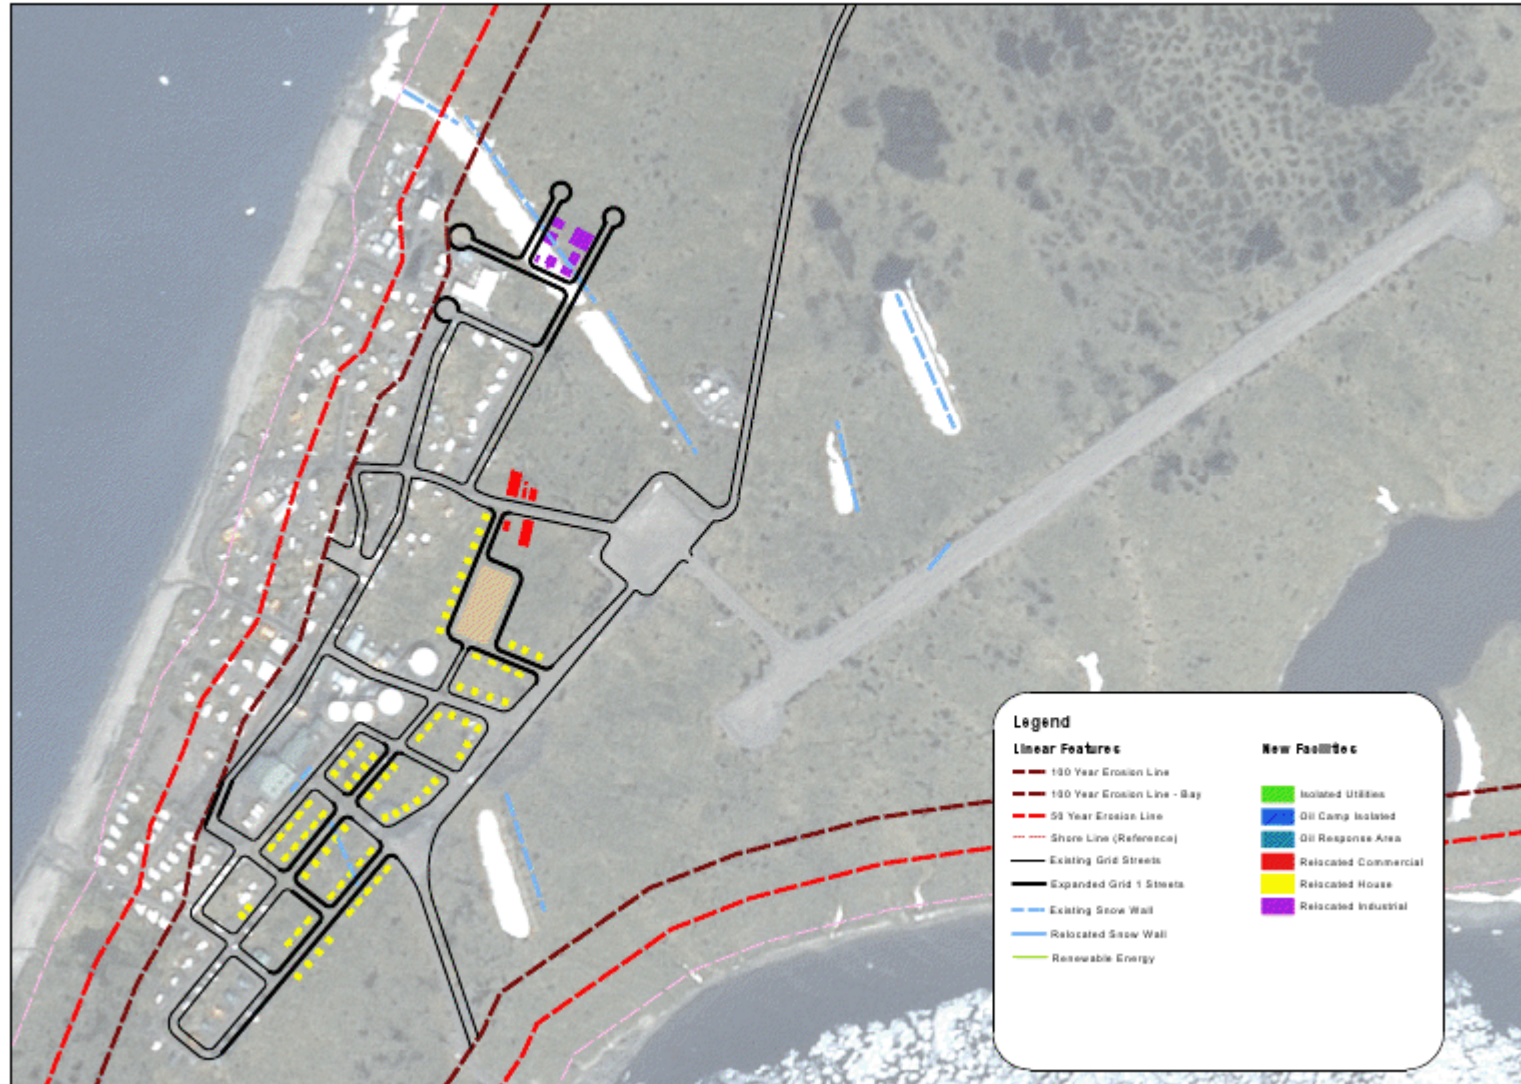 Legend
Linear Features
100 Year Erosion Line
100 Year Erosion Line - Bay
50 Year Erosion Line
Shore Line (Reference)
Existing Grid Streets
Expanded Grid 1 Streets
Existing Snow Wall
Relocated Snow Wall
Renewable Energy
New Facilities
Isolated Utilities
Oil Camp Isolated
Oil Response Area
Relocated Commercial
Relocated House
Relocated Industrial